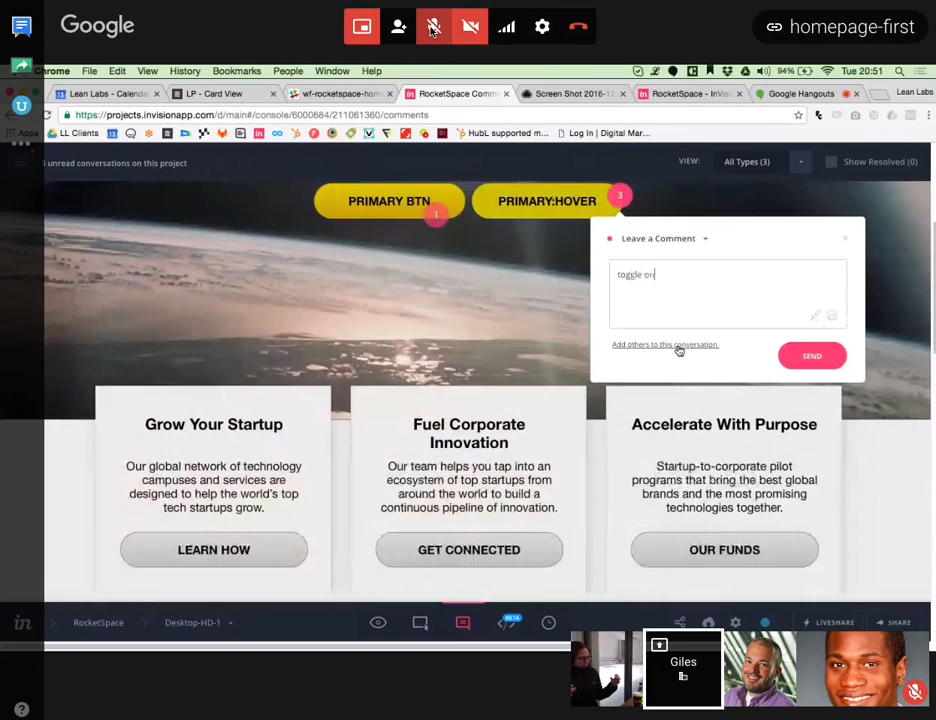 Google
homepage-first
Chrome File Edit View History Bookmarks People Window Help
94% Tue 20:51
Lean Labs - Calenda
LP - Card View
wf-rocketspace-hom
RocketSpace Comme
Screen Shot 2016-12
RocketSpace - InVisi
Google Hangouts
Lean Labs
https://projects.invisionapp.com/d/main#/console/6000684/211061360/comments
Apps LL Clients
HubL supported m...
Log In | Digital Mar...
unread conversations on this project
VIEW: All Types (3)
Show Resolved (0)
PRIMARY BTN
PRIMARY:HOVER
3
1
Leave a Comment
toggle on
Add others to this conversation.
SEND
Grow Your Startup
Our global network of technology
campuses and services are
designed to help the world's top
tech startups grow.
LEARN HOW
Fuel Corporate
Innovation
Our team helps you tap into an
ecosystem of top startups from
around the world to build a
continuous pipeline of innovation.
GET CONNECTED
Accelerate With Purpose
Startup-to-corporate pilot
programs that bring the best global
brands and the most promising
technologies together.
OUR FUNDS
in
RocketSpace
Desktop-HD-1
BETA
LIVESHARE
SHARE
Giles